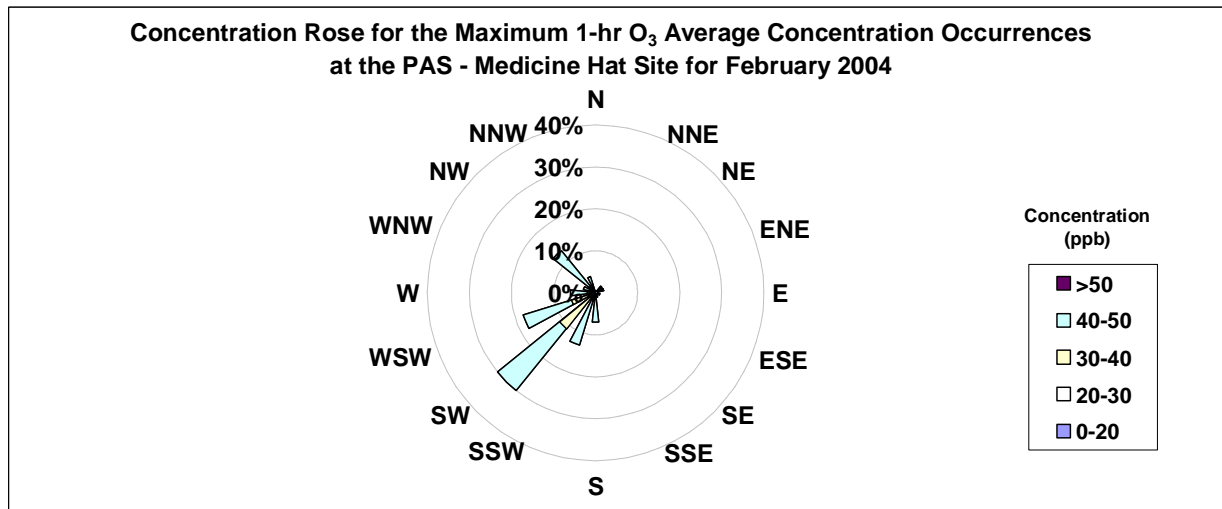 Concentration Rose for the Maximum 1-hr O₃ Average Concentration Occurrences
at the PAS - Medicine Hat Site for February 2004
N
NNW
40%
NNE
NW
30%
NE
20%
WNW
ENE
10%
W
0%
E
WSW
ESE
SW
SE
SSW
SSE
S
Concentration
(ppb)
>50
40-50
30-40
20-30
0-20